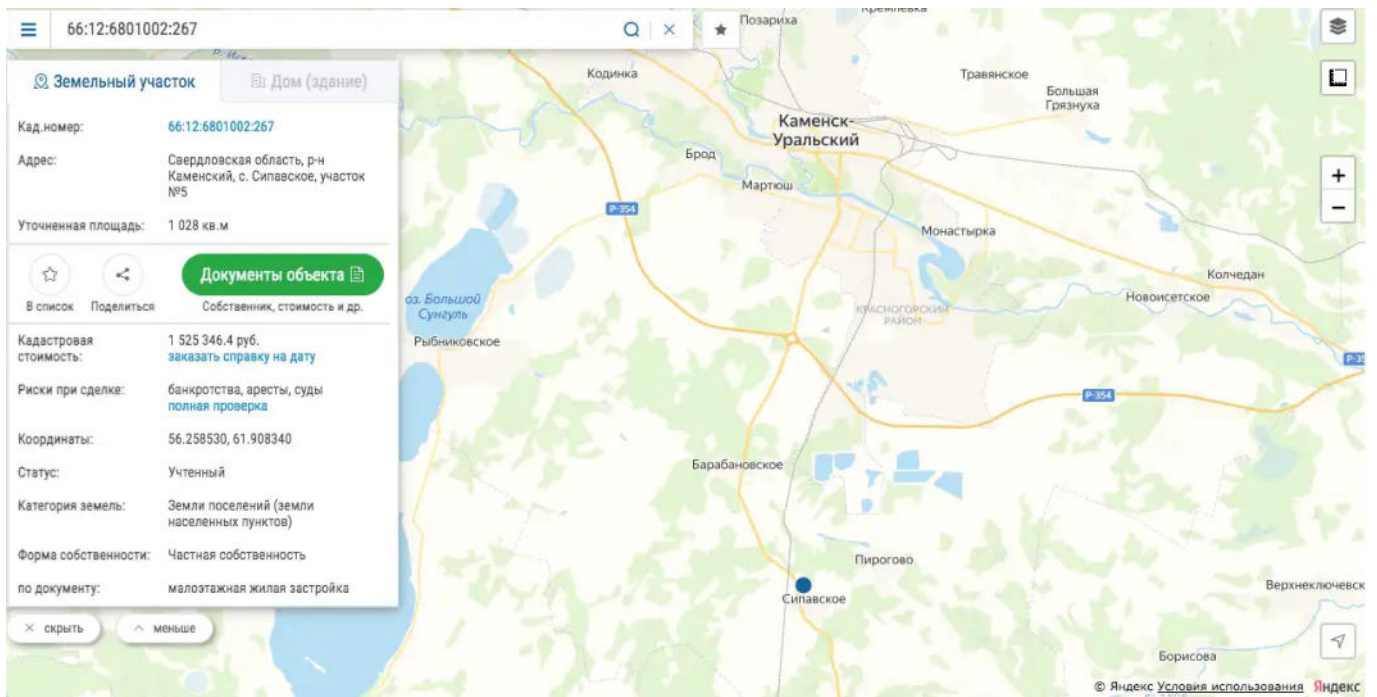 66:12:6801002:267
Земельный участок
Дом (здание)
Кад.номер:
66:12:6801002:267
Адрес:
Свердловская область, р-н
Каменский, с. Сипавское, участок
№5
Уточненная площадь:
1 028 кв.м
В список
Поделиться
Документы объекта
Собственник, стоимость и др.
Кадастровая
стоимость:
1 525 346.4 руб.
заказать справку на дату
Риски при сделке:
банкротства, аресты, суды
полная проверка
Координаты:
56.258530, 61.908340
Статус:
Учтенный
Категория земель:
Земли поселений (земли
населенных пунктов)
Форма собственности:
Частная собственность
по документу:
малоэтажная жилая застройка
скрыть
меньше
Позариха
Кодинка
Травянское
Большая
Грязнуха
Каменск-
Уральский
Брод
Мартюш
Р-354
Монастырка
Колчедан
Новоисетское
оз. Большой
Сунгуль
КРАСНОГОРСКИЙ
РАЙОН
Рыбниковское
Р-354
Барабановское
Пирогово
Сипавское
Борисова
+
−
© Яндекс Условия использования Яндекс